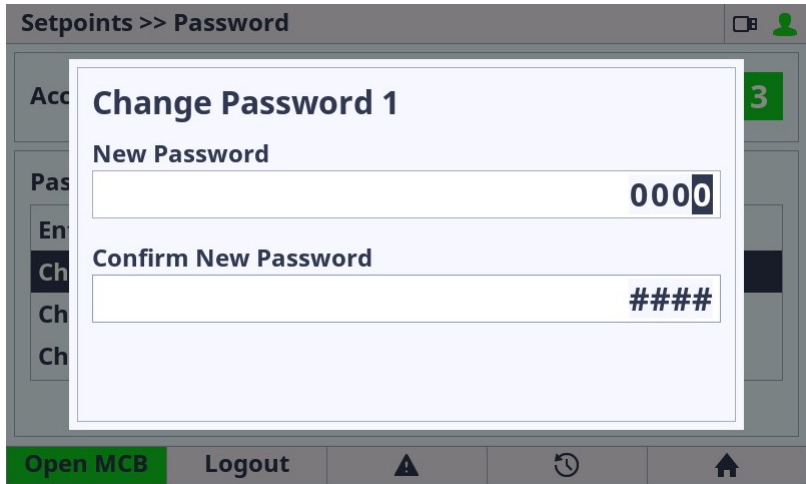 Setpoints >> Password
Acc
3
Change Password 1
New Password
0000
Pas
En
Confirm New Password
Ch
####
Ch
Ch
Open MCB
Logout